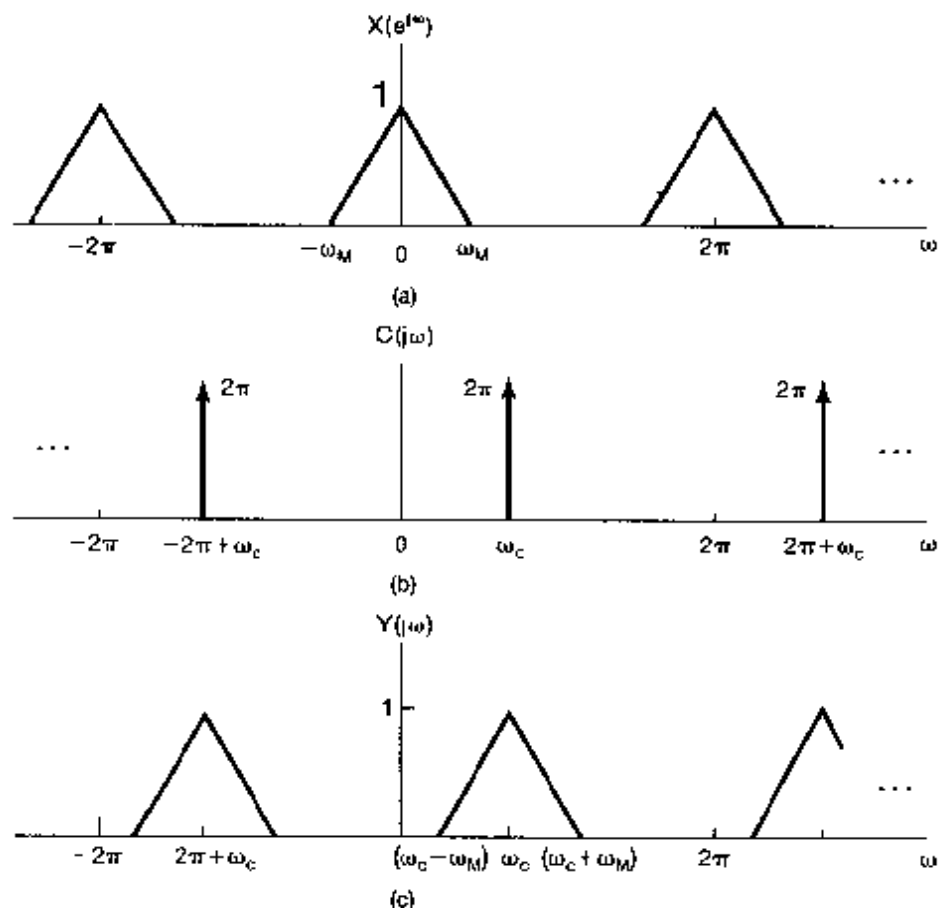 X(e^jω)
1
...
−2π −ω_M 0 ω_M 2π ω
(a)
C(jω)
2π 2π 2π
... ...
−2π −2π + ω_c 0 ω_c 2π 2π + ω_c ω
(b)
Y(jω)
1
...
−2π 2π + ω_c (ω_c − ω_M) ω_c (ω_c + ω_M) 2π ω
(c)